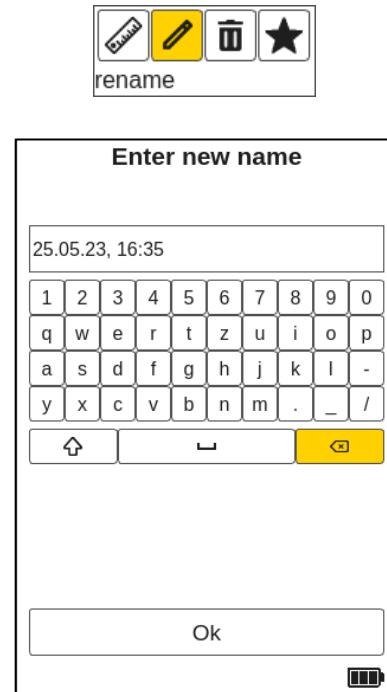 rename
Enter new name
25.05.23, 16:35
1 2 3 4 5 6 7 8 9 0
q w e r t z u i o p
a s d f g h j k l -
y x c v b n m . _ /
Ok